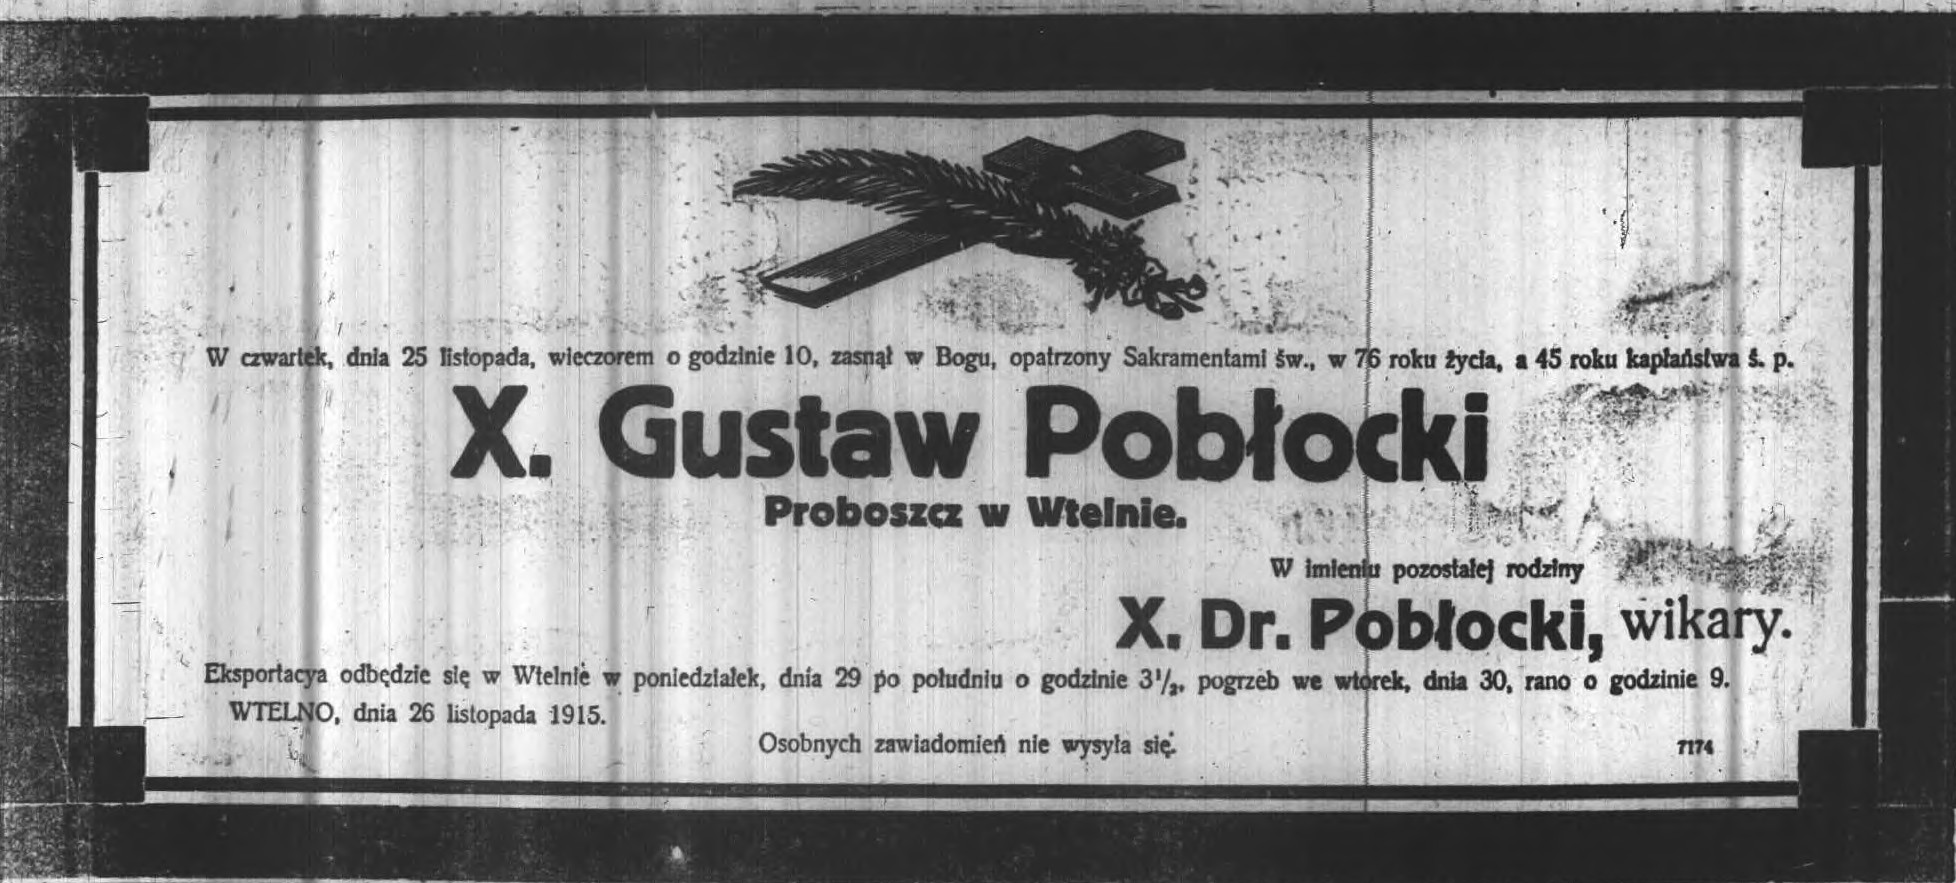 W czwartek, dnia 25 listopada, wieczorem o godzinie 10, zasnął w Bogu, opatrzony Sakramentami św., w 76 roku życia, a 45 roku kapłaństwa ś. p.
X. Gustaw Pobłocki
Proboszcz w Wtelnie.
W imieniu pozostałej rodziny
X. Dr. Pobłocki, wikary.
Eksportacya odbędzie się w Wtelnie w poniedziałek, dnia 29 po południu o godzinie 3¹/₂, pogrzeb we wtorek, dnia 30, rano o godzinie 9.
WTELNO, dnia 26 listopada 1915.
Osobnych zawiadomień nie wysyła się.
7174